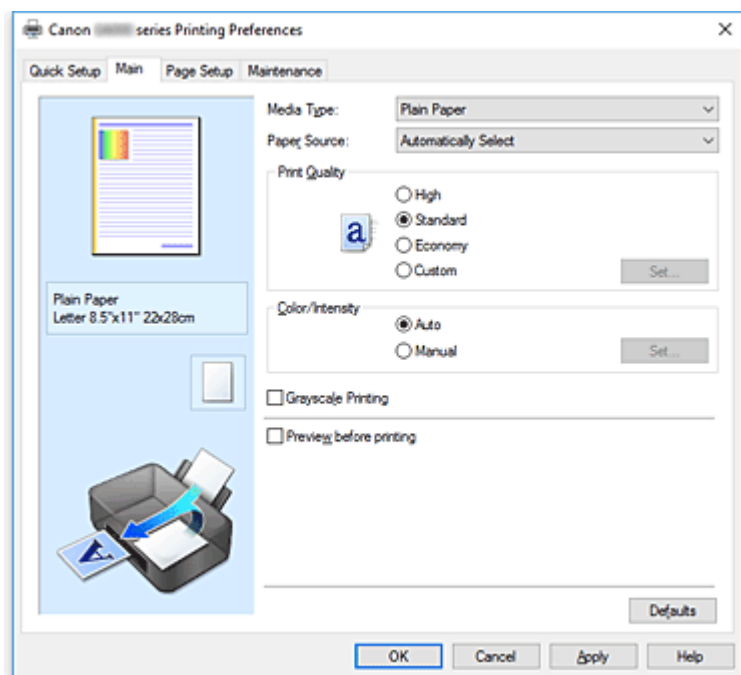 Canon series Printing Preferences
Quick Setup Main Page Setup Maintenance
Media Type: Plain Paper
Paper Source: Automatically Select
Print Quality
High
a
Standard
Economy
Custom Set...
Plain Paper
Letter 8.5"x11" 22x28cm
Color/Intensity
Auto
Manual Set...
Grayscale Printing
Preview before printing
A
Defaults
OK Cancel Apply Help